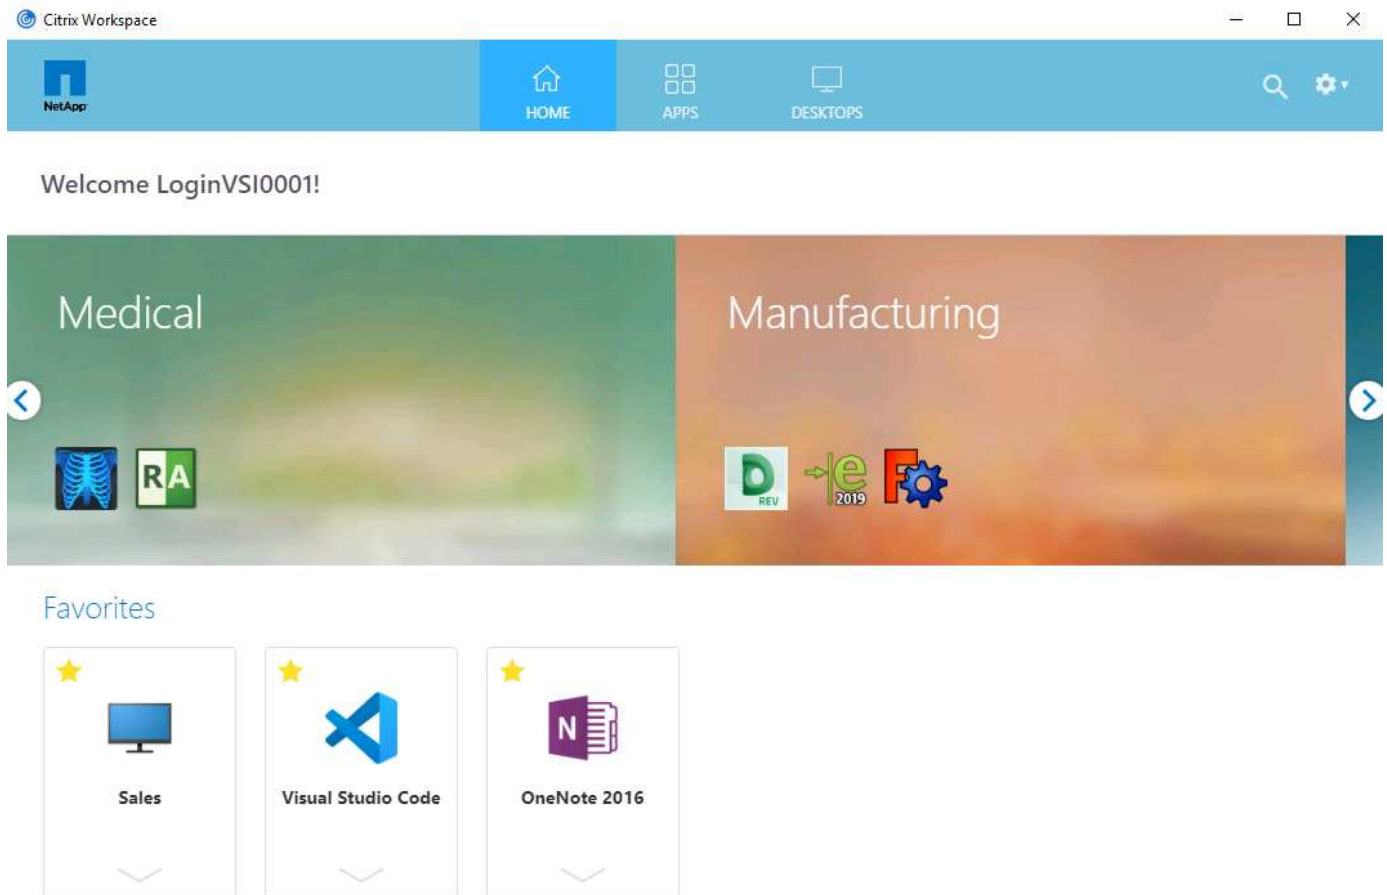 Citrix Workspace
NetApp
HOME
APPS
DESKTOPS
Welcome LoginVSI0001!
Medical
Manufacturing
RA
D
REV
e
2019
F
Favorites
N
Sales
Visual Studio Code
OneNote 2016